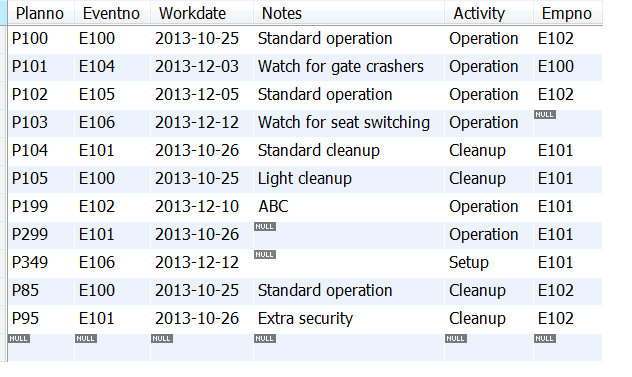 Planno Eventno Workdate Notes Activity Empno
P100 E100 2013-10-25 Standard operation Operation E102
P101 E104 2013-12-03 Watch for gate crashers Operation E100
P102 E105 2013-12-05 Standard operation Operation E102
P103 E106 2013-12-12 Watch for seat switching Operation NULL
P104 E101 2013-10-26 Standard cleanup Cleanup E101
P105 E100 2013-10-25 Light cleanup Cleanup E101
P199 E102 2013-12-10 ABC Operation E101
P299 E101 2013-10-26 NULL Operation E101
P349 E106 2013-12-12 NULL Setup E101
P85 E100 2013-10-25 Standard operation Cleanup E102
P95 E101 2013-10-26 Extra security Cleanup E102
NULL NULL NULL NULL NULL NULL